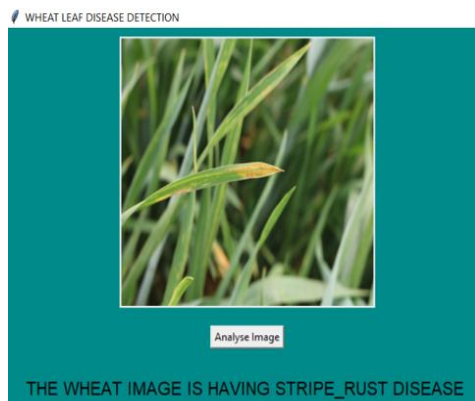 WHEAT LEAF DISEASE DETECTION
Analyse Image
THE WHEAT IMAGE IS HAVING STRIPE_RUST DISEASE